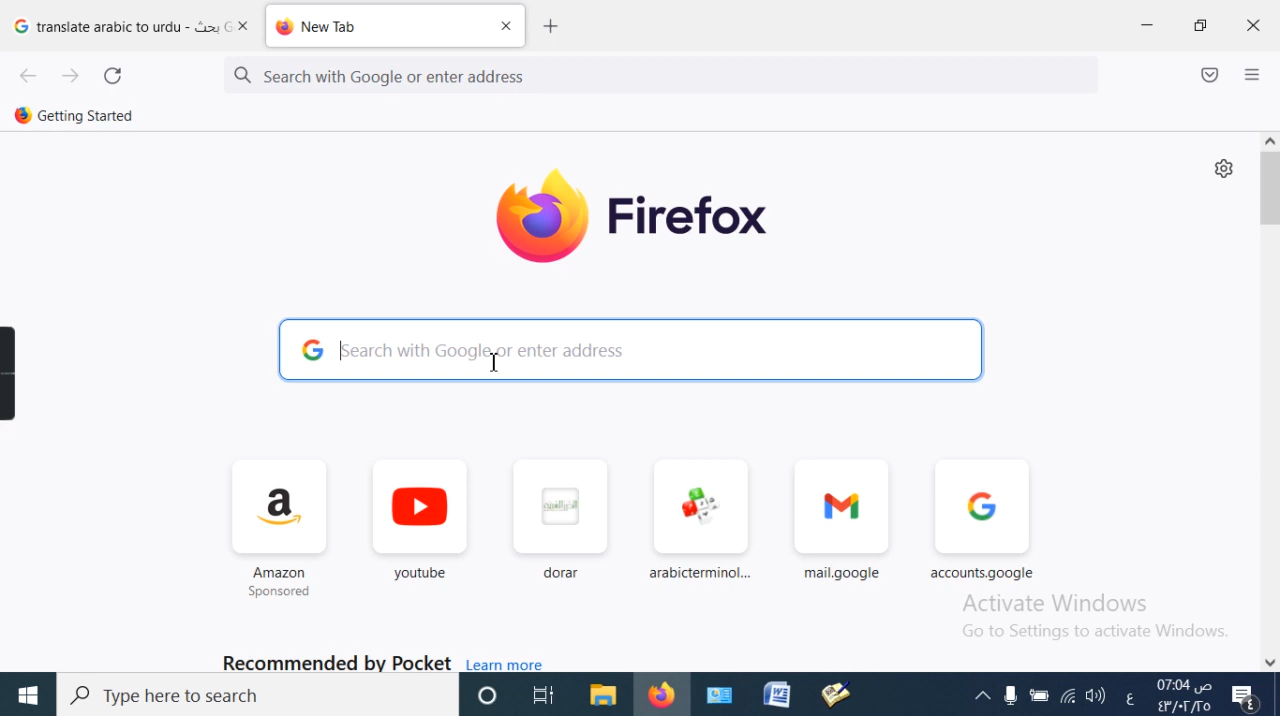 translate arabic to urdu - بحث G
New Tab
Search with Google or enter address
Getting Started
Firefox
Search with Google or enter address
Amazon
Sponsored
youtube
dorar
arabicterminol...
mail.google
accounts.google
Activate Windows
Go to Settings to activate Windows.
Recommended by Pocket Learn more
Type here to search
ع
07:04 ص
٤٣/٠٢/٢٥
٤